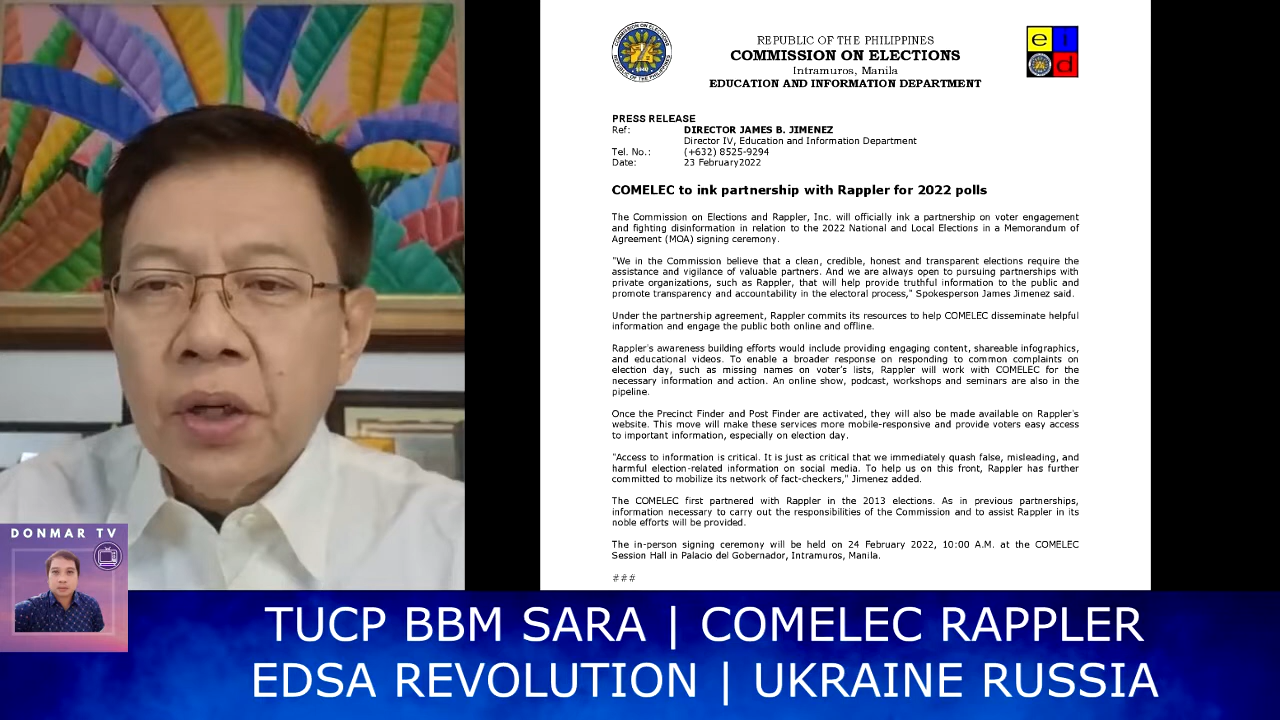 REPUBLIC OF THE PHILIPPINES
COMMISSION ON ELECTIONS
Intramuros, Manila
EDUCATION AND INFORMATION DEPARTMENT
e i
d
PRESS RELEASE
Ref: DIRECTOR JAMES B. JIMENEZ
Director IV, Education and Information Department
Tel. No.: (+632) 8525-9294
Date: 23 February2022
COMELEC to ink partnership with Rappler for 2022 polls
The Commission on Elections and Rappler, Inc. will officially ink a partnership on voter engagement
and fighting disinformation in relation to the 2022 National and Local Elections in a Memorandum of
Agreement (MOA) signing ceremony.
"We in the Commission believe that a clean, credible, honest and transparent elections require the
assistance and vigilance of valuable partners. And we are always open to pursuing partnerships with
private organizations, such as Rappler, that will help provide truthful information to the public and
promote transparency and accountability in the electoral process," Spokesperson James Jimenez said.
Under the partnership agreement, Rappler commits its resources to help COMELEC disseminate helpful
information and engage the public both online and offline.
Rappler's awareness building efforts would include providing engaging content, shareable infographics,
and educational videos. To enable a broader response on responding to common complaints on
election day, such as missing names on voter's lists, Rappler will work with COMELEC for the
necessary information and action. An online show, podcast, workshops and seminars are also in the
pipeline.
Once the Precinct Finder and Post Finder are activated, they will also be made available on Rappler's
website. This move will make these services more mobile-responsive and provide voters easy access
to important information, especially on election day.
"Access to information is critical. It is just as critical that we immediately quash false, misleading, and
harmful election-related information on social media. To help us on this front, Rappler has further
committed to mobilize its network of fact-checkers," Jimenez added.
The COMELEC first partnered with Rappler in the 2013 elections. As in previous partnerships,
information necessary to carry out the responsibilities of the Commission and to assist Rappler in its
noble efforts will be provided.
The in-person signing ceremony will be held on 24 February 2022, 10:00 A.M. at the COMELEC
Session Hall in Palacio del Gobernador, Intramuros, Manila.
###
DONMAR TV
TUCP BBM SARA | COMELEC RAPPLER
EDSA REVOLUTION | UKRAINE RUSSIA